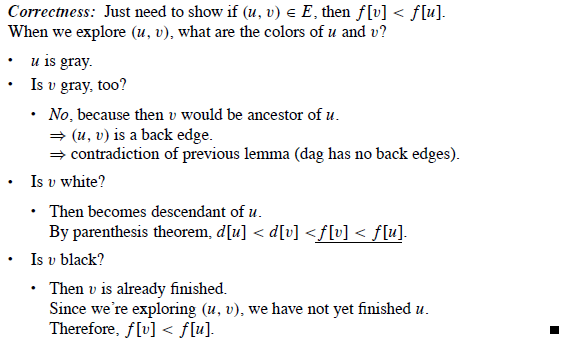 Correctness: Just need to show if (u, v) ∈ E, then f[v] < f[u].
When we explore (u, v), what are the colors of u and v?
• u is gray.
• Is v gray, too?
• No, because then v would be ancestor of u.
⇒ (u, v) is a back edge.
⇒ contradiction of previous lemma (dag has no back edges).
• Is v white?
• Then becomes descendant of u.
By parenthesis theorem, d[u] < d[v] < f[v] < f[u].
• Is v black?
• Then v is already finished.
Since we're exploring (u, v), we have not yet finished u.
Therefore, f[v] < f[u]. ■